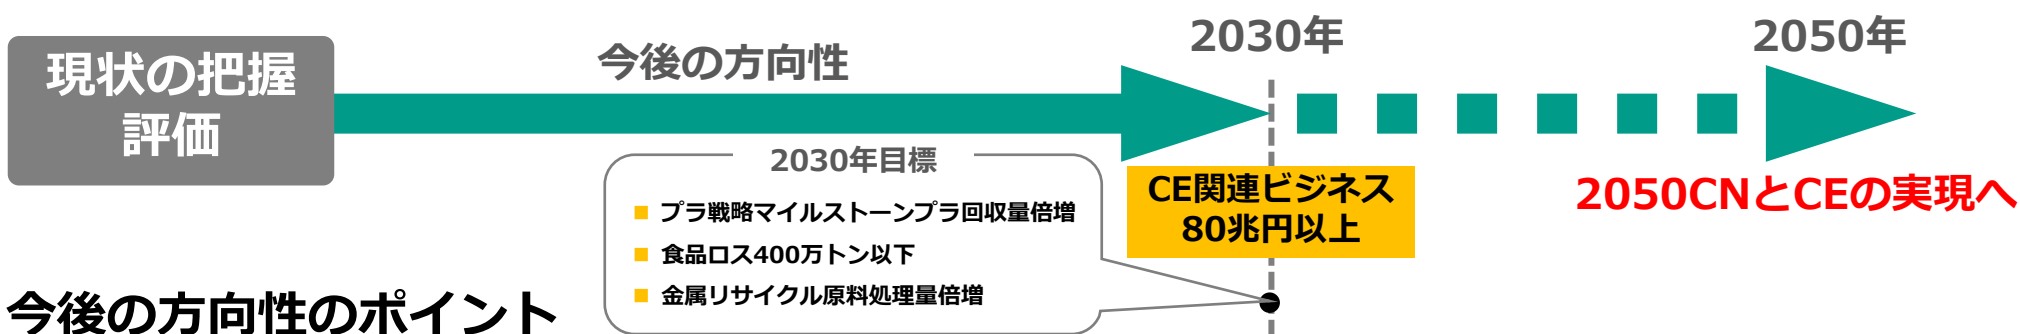 現状の把握
評価
今後の方向性
2030年
2050年
2030年目標
■ プラ戦略マイルストーンプラ回収量倍増
■ 食品ロス400万トン以下
■ 金属リサイクル原料処理量倍増
CE関連ビジネス
80兆円以上
2050CNとCEの実現へ
今後の方向性のポイント